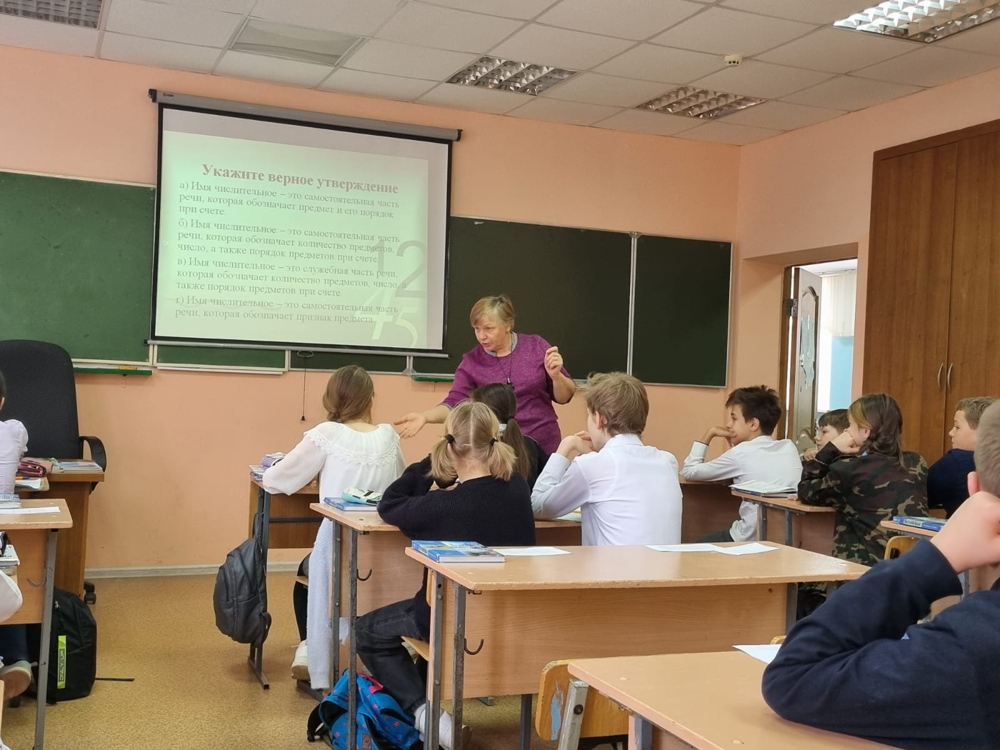 Укажите верное утверждение
а) Имя числительное – это самостоятельная часть
речи, которая обозначает предмет и его порядок
при счете.
б) Имя числительное – это самостоятельная часть
речи, которая обозначает количество предметов,
число, а также порядок предметов при счете.
в) Имя числительное – это служебная часть речи,
которая обозначает количество предметов, число, а
также порядок предметов при счете.
г) Имя числительное – это самостоятельная часть
речи, которая обозначает признак предмета
12
45